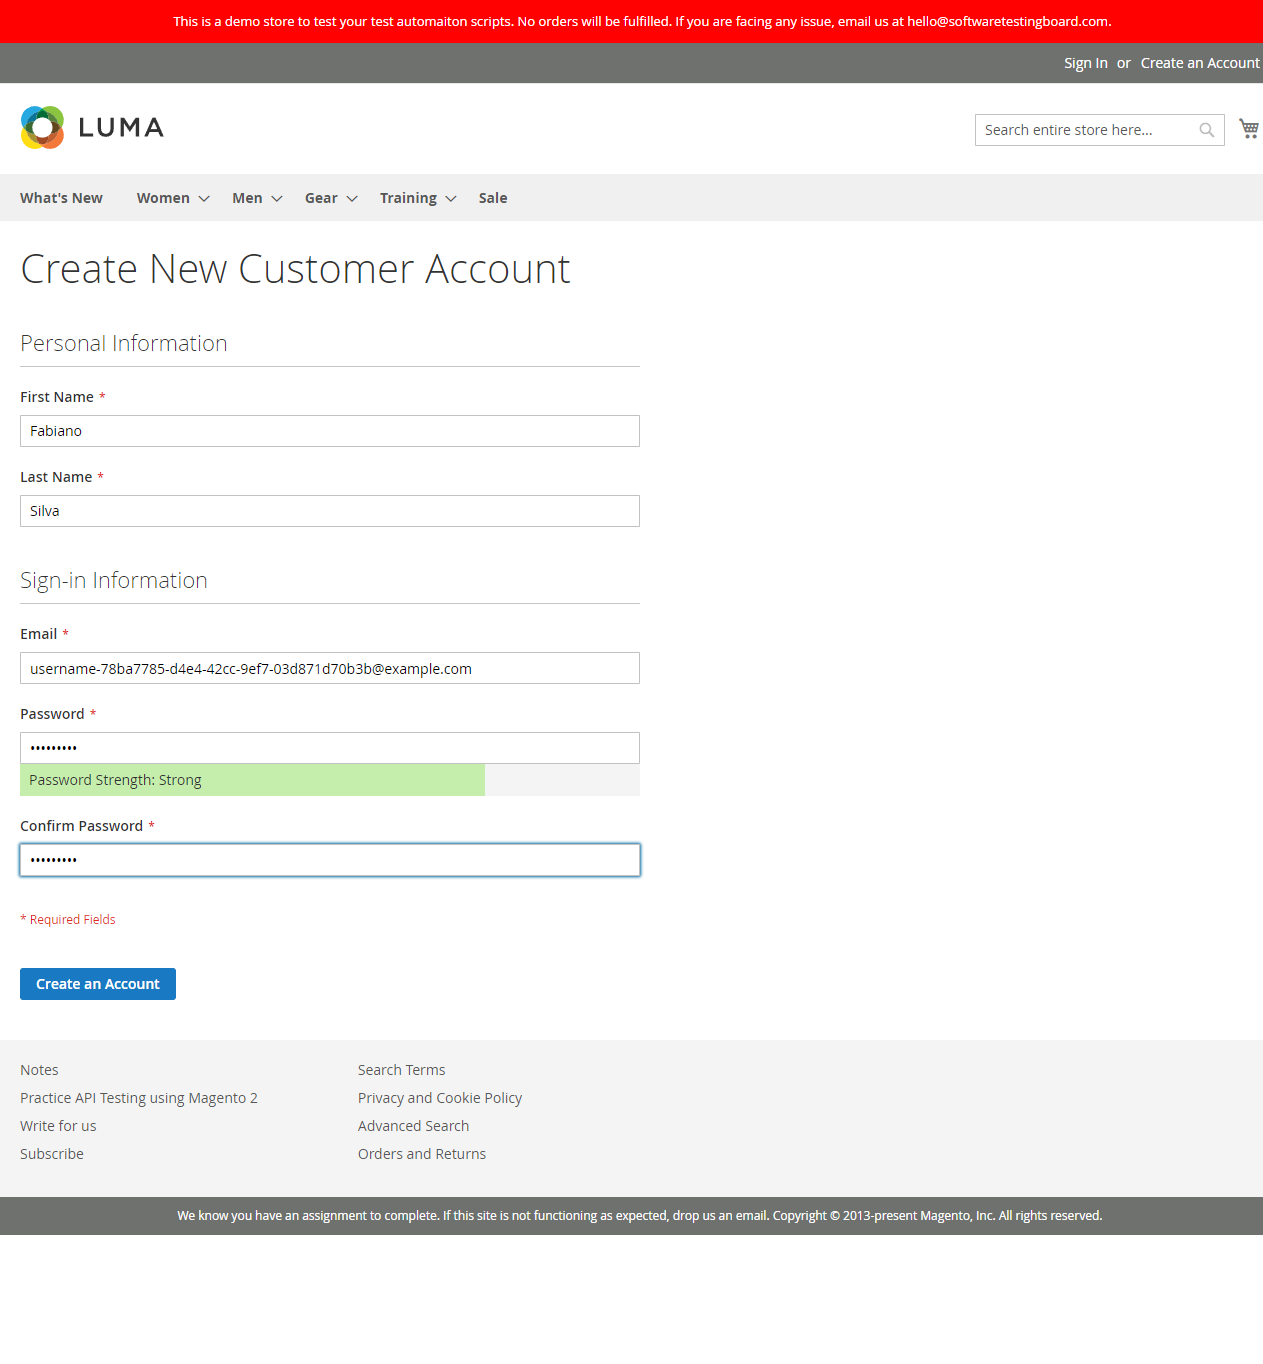 This is a demo store to test your test automaiton scripts. No orders will be fulfilled. If you are facing any issue, email us at hello@softwaretestingboard.com.
Sign In or Create an Account
LUMA
Search entire store here...
What's New Women Men Gear Training Sale
Create New Customer Account
Personal Information
First Name *
Fabiano
Last Name *
Silva
Sign-in Information
Email *
username-78ba7785-d4e4-42cc-9ef7-03d871d70b3b@example.com
Password *
•••••••••
Password Strength: Strong
Confirm Password *
•••••••••
* Required Fields
Create an Account
Notes
Practice API Testing using Magento 2
Write for us
Subscribe
Search Terms
Privacy and Cookie Policy
Advanced Search
Orders and Returns
We know you have an assignment to complete. If this site is not functioning as expected, drop us an email. Copyright © 2013-present Magento, Inc. All rights reserved.